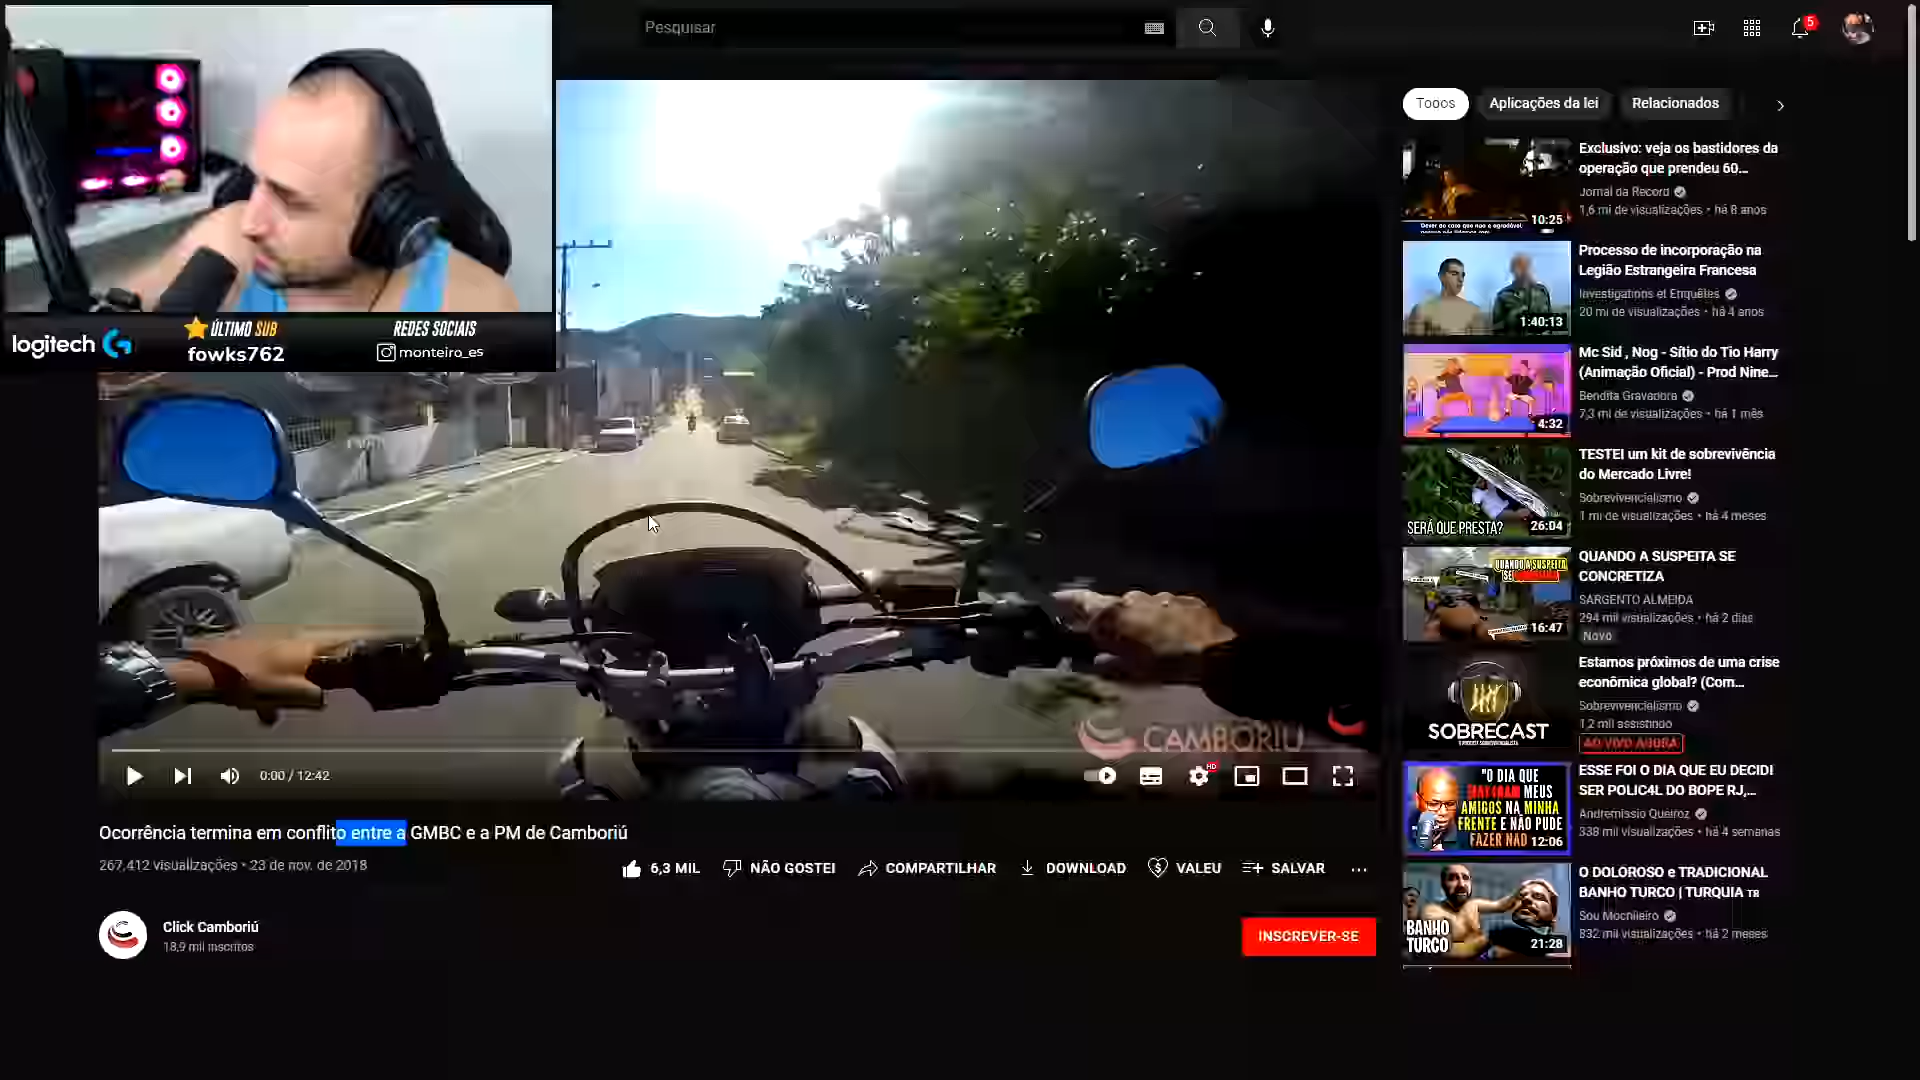 Pesquisar
5
logitech
ÚLTIMO SUB
fowks762
REDES SOCIAIS
monteiro_es
CAMBORIU
0:00 / 12:42
HD
Ocorrência termina em conflito entre a GMBC e a PM de Camboriú
267.412 visualizações • 23 de nov. de 2018
6,3 MIL
NÃO GOSTEI
COMPARTILHAR
DOWNLOAD
VALEU
SALVAR
Click Camboriú
18,9 mil inscritos
INSCREVER-SE
Todos
Aplicações da lei
Relacionados
Exclusivo: veja os bastidores da
operação que prendeu 60...
Jornal da Record
1,6 mi de visualizações • há 8 anos
10:25
Processo de incorporação na
Legião Estrangeira Francesa
Investigations et Enquêtes
20 mi de visualizações • há 4 anos
1:40:13
Mc Sid , Nog - Sítio do Tio Harry
(Animação Oficial) - Prod Nine...
Bendita Gravadora
7,3 mi de visualizações • há 1 mês
4:32
TESTEI um kit de sobrevivência
do Mercado Livre!
Sobrevivencialismo
1 mi de visualizações • há 4 meses
SERÁ QUE PRESTA?
26:04
QUANDO A SUSPEITA SE
CONCRETIZA
SARGENTO ALMEIDA
294 mil visualizações • há 2 dias
Novo
QUANDO A SUSPEITA
16:47
Estamos próximos de uma crise
econômica global? (Com...
Sobrevivencialismo
1,2 mil assistindo
AO VIVO AGORA
SOBRECAST
ESSE FOI O DIA QUE EU DECIDI
SER POLIC4L DO BOPE RJ,...
Andremissio Queiroz
338 mil visualizações • há 4 semanas
"O DIA QUE
MATARAM MEUS
AMIGOS NA MINHA
FRENTE E NÃO PUDE
FAZER NAD
12:06
O DOLOROSO e TRADICIONAL
BANHO TURCO | TURQUIA TR
Sou Mochileiro
832 mil visualizações • há 2 meses
BANHO
TURCO
21:28